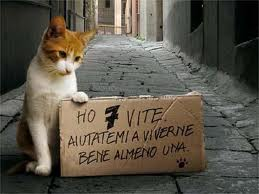 HO 7 VITE.
AIUTATEMI A VIVERNE
BENE ALMENO UNA.